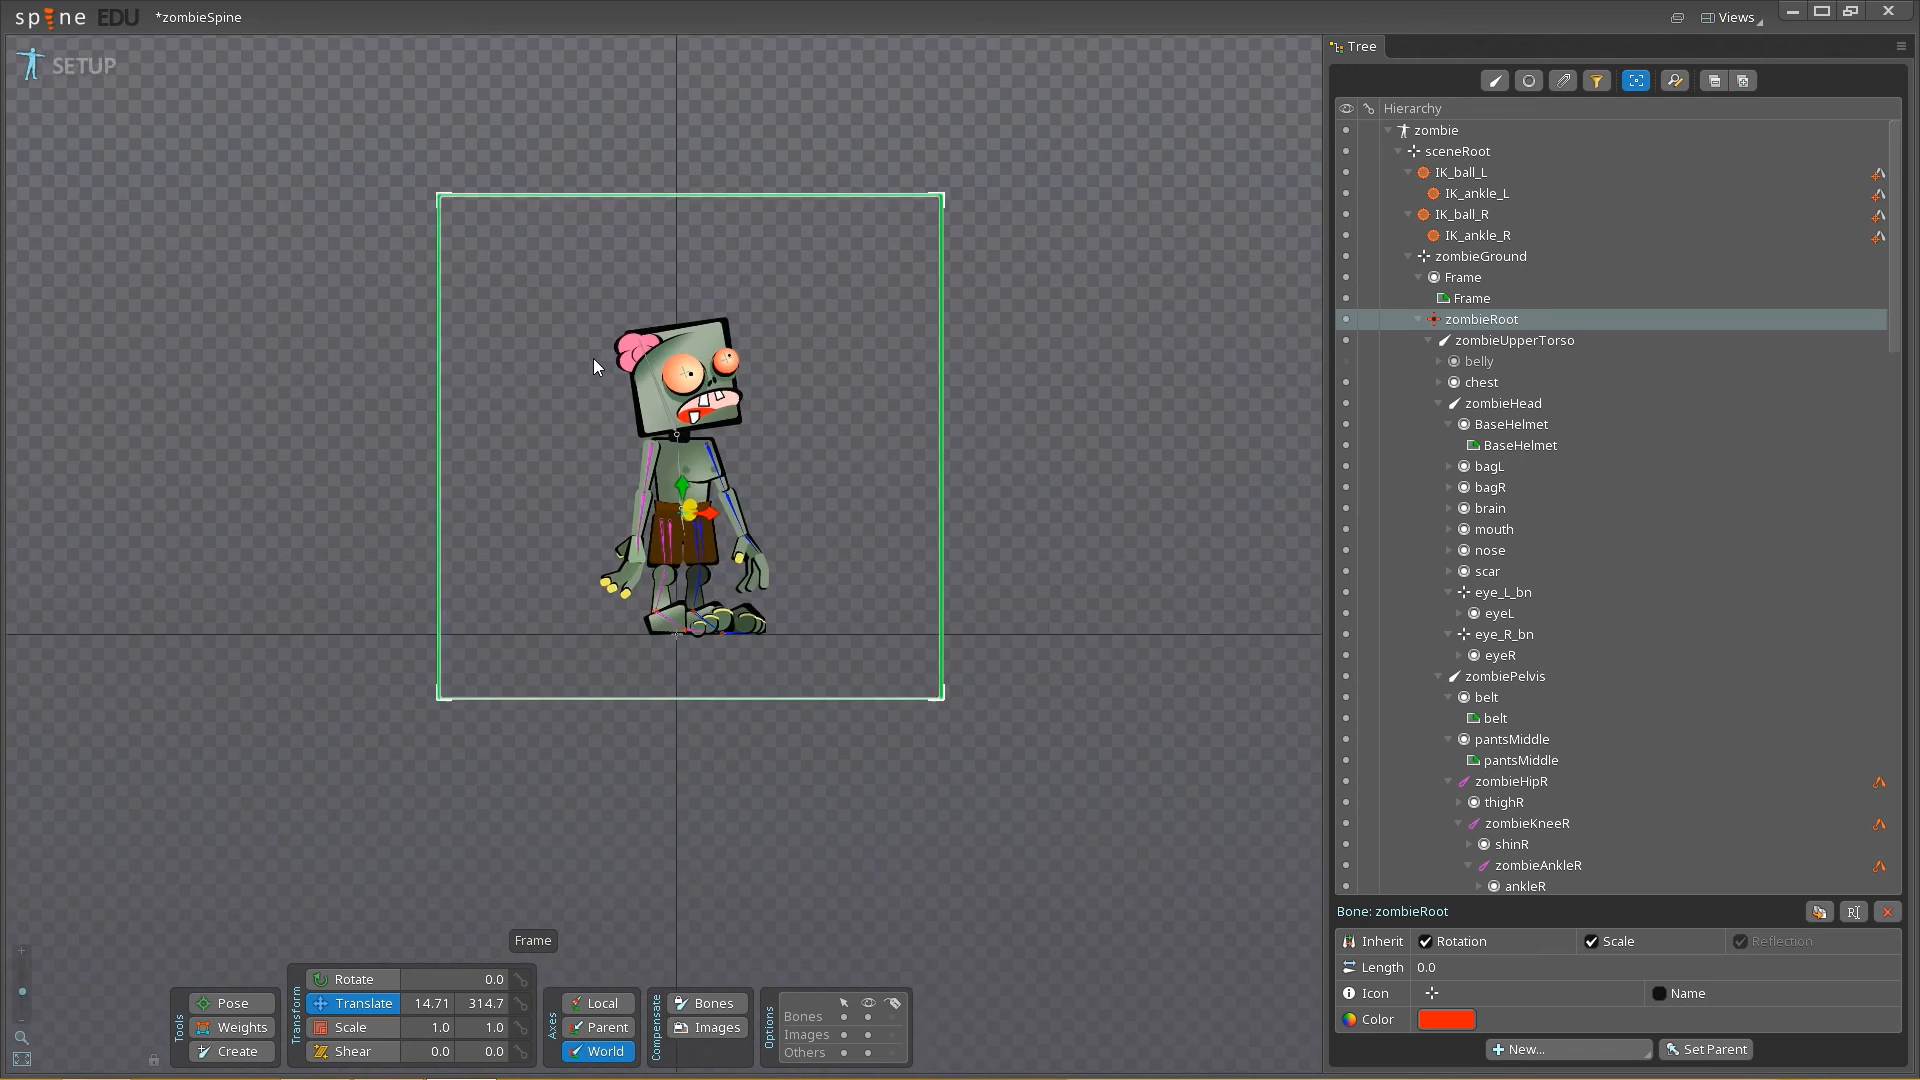 spine EDU *zombieSpine Views
SETUP
Tree
Hierarchy
zombie
sceneRoot
IK_ball_L
IK_ankle_L
IK_ball_R
IK_ankle_R
zombieGround
Frame
Frame
zombieRoot
zombieUpperTorso
belly
chest
zombieHead
BaseHelmet
BaseHelmet
bagL
bagR
brain
mouth
nose
scar
eye_L_bn
eyeL
eye_R_bn
eyeR
zombiePelvis
belt
belt
pantsMiddle
pantsMiddle
zombieHipR
thighR
zombieKneeR
shinR
zombieAnkleR
ankleR
Bone: zombieRoot
Inherit Rotation Scale Reflection
Length 0.0
Icon Name
Color
New... Set Parent
Frame
Tools
Pose
Weights
Create
Transform
Rotate 0.0
Translate 14.71 314.7
Scale 1.0 1.0
Shear 0.0 0.0
Axes
Local
Parent
World
Compensate
Bones
Images
Options
Bones
Images
Others